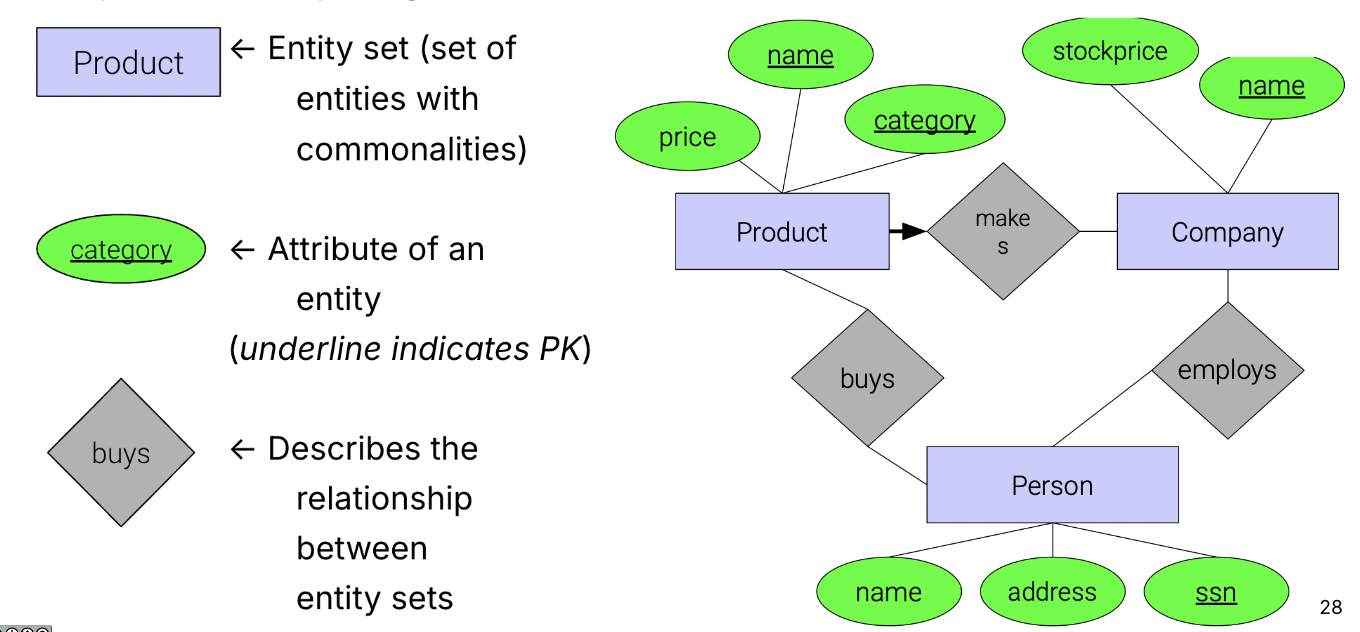 Product
← Entity set (set of
entities with
commonalities)
category
← Attribute of an
entity
(underline indicates PK)
buys
← Describes the
relationship
between
entity sets
name
stockprice
name
category
price
Product
make
s
Company
buys
employs
Person
name
address
ssn
28